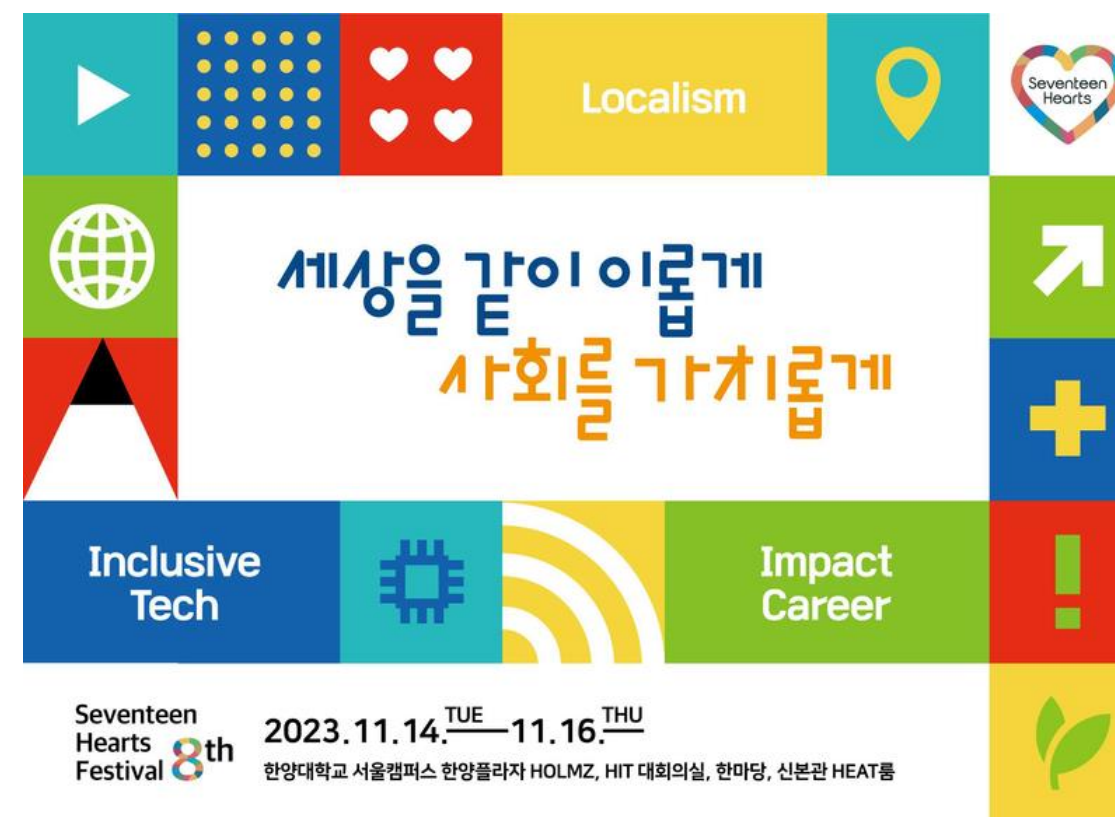 Localism
Seventeen
Hearts
세상을 같이 이롭게
사회를 가치롭게
Inclusive
Tech
Impact
Career
Seventeen
Hearts
Festival 8th
2023.11.14.TUE—11.16.THU
한양대학교 서울캠퍼스 한양플라자 HOLMZ, HIT 대회의실, 한마당, 신본관 HEAT룸